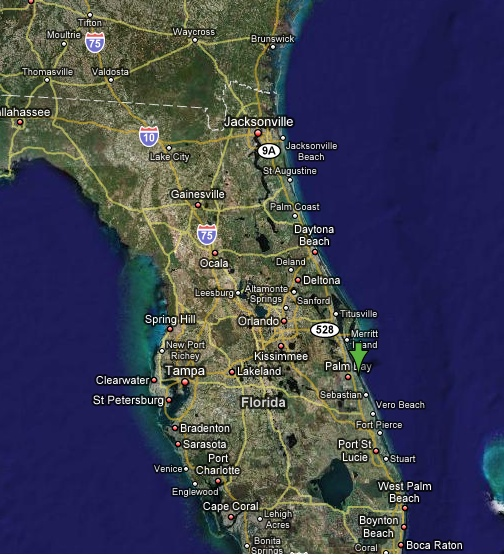 Tifton
Moultrie
75
Waycross
Brunswick
Thomasville
Valdosta
allahassee
10
Jacksonville
9A
Lake City
Jacksonville
Beach
St Augustine
Gainesville
Palm Coast
75
Daytona
Beach
Ocala
Deland
Deltona
Leesburg
Altamonte
Springs
Sanford
Titusville
Spring Hill
Orlando
528
Merritt
New Port
Richey
Kissimmee
Clearwater
Tampa
Lakeland
Palm Bay
St Petersburg
Florida
Sebastian
Vero Beach
Bradenton
Fort Pierce
Sarasota
Port St
Lucie
Stuart
Venice
Port
Charlotte
Englewood
West Palm
Beach
Cape Coral
Lehigh
Acres
Boynton
Beach
Bonita
Springs
Coral
Boca Raton